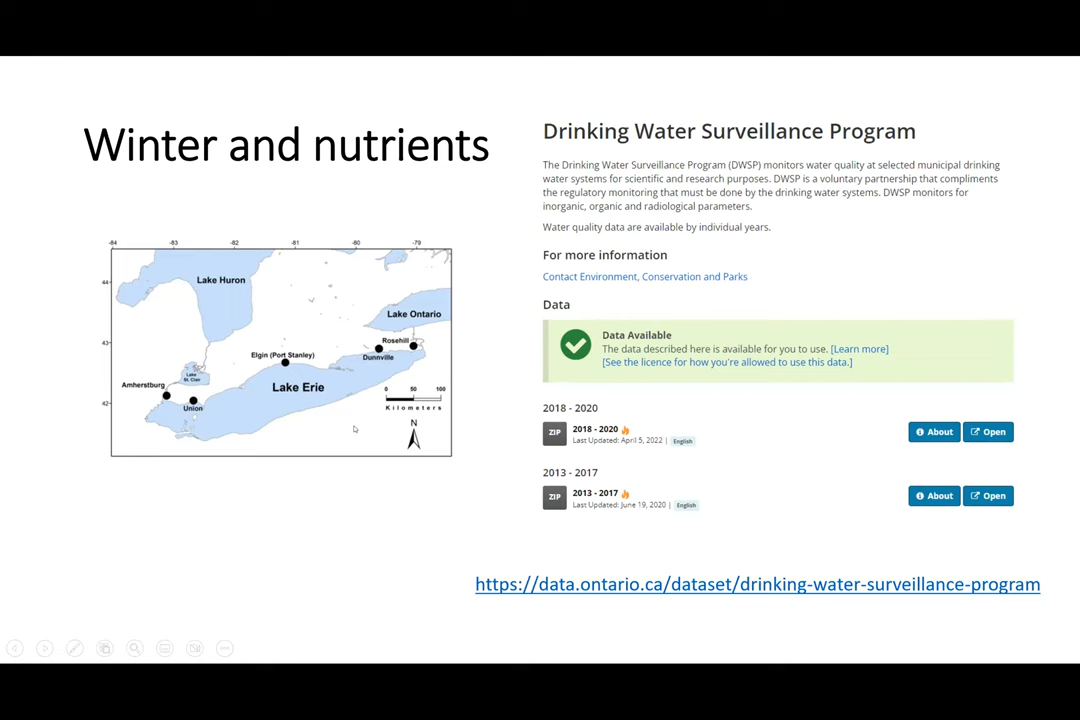 Winter and nutrients
-84 -83 -82 -81 -80 -79
44
43
42
Lake Huron
Lake Ontario
Rosehill
Dunnville
Elgin (Port Stanley)
Lake St. Clair
Lake Erie
Amherstburg
Union
0 50 100
Kilometers
N
Drinking Water Surveillance Program
The Drinking Water Surveillance Program (DWSP) monitors water quality at selected municipal drinking
water systems for scientific and research purposes. DWSP is a voluntary partnership that compliments
the regulatory monitoring that must be done by the drinking water systems. DWSP monitors for
inorganic, organic and radiological parameters.
Water quality data are available by individual years.
For more information
Contact Environment, Conservation and Parks
Data
Data Available
The data described here is available for you to use. [Learn more]
[See the licence for how you're allowed to use this data.]
2018 - 2020
ZIP
2018 - 2020
Last Updated: April 5, 2022 | English
About
Open
2013 - 2017
ZIP
2013 - 2017
Last Updated: June 19, 2020 | English
About
Open
https://data.ontario.ca/dataset/drinking-water-surveillance-program